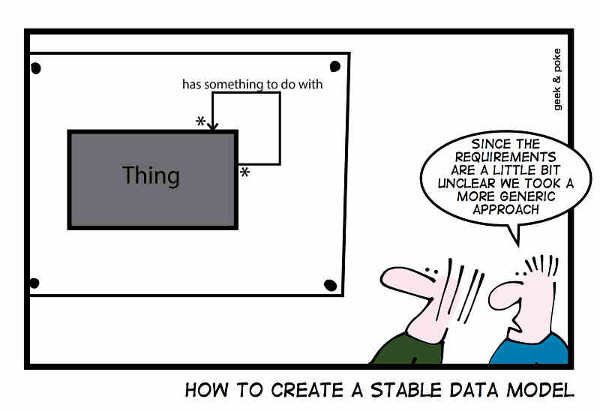 has something to do with
*
*
Thing
geek & poke
SINCE THE
REQUIREMENTS
ARE A LITTLE BIT
UNCLEAR WE TOOK A
MORE GENERIC
APPROACH
HOW TO CREATE A STABLE DATA MODEL